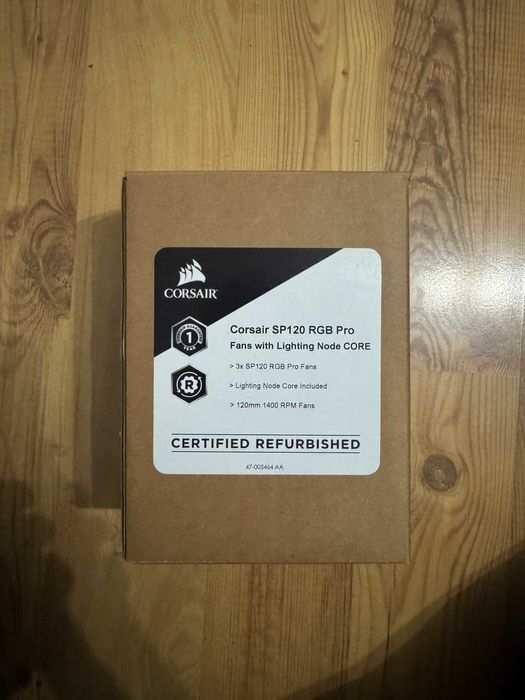 CORSAIR
Corsair SP120 RGB Pro
Fans with Lighting Node CORE
1
YEAR
> 3x SP120 RGB Pro Fans
R
> Lighting Node Core Included
> 120mm 1400 RPM Fans
CERTIFIED REFURBISHED
47-005464 AA